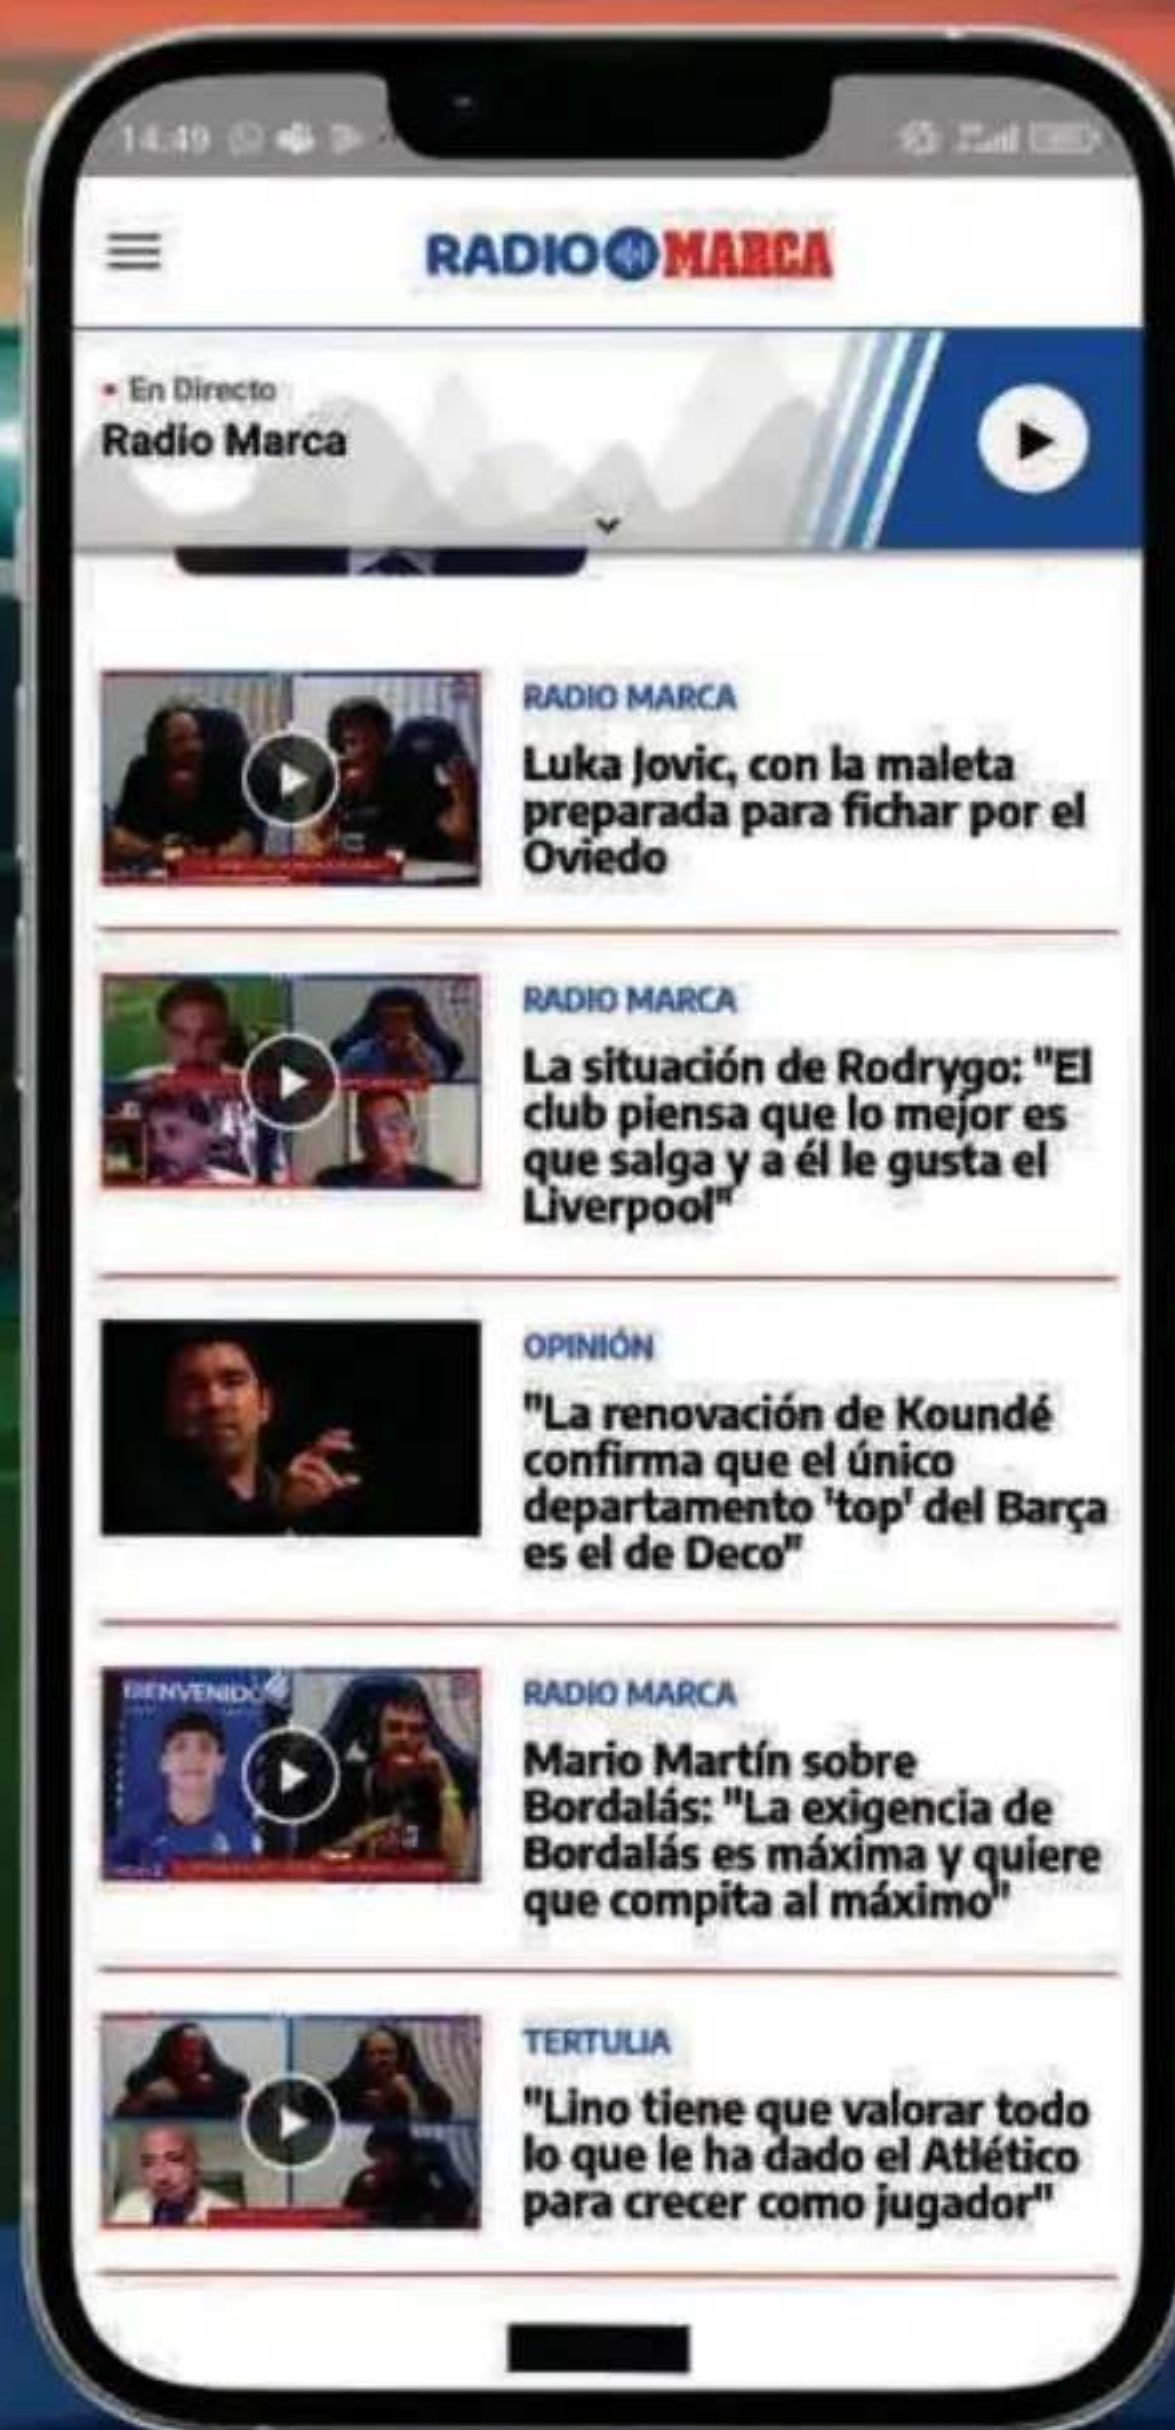 14:49
RADIO MARCA
• En Directo
Radio Marca
RADIO MARCA
Luka Jovic, con la maleta
preparada para fichar por el
Oviedo
RADIO MARCA
La situación de Rodrygo: "El
club piensa que lo mejor es
que salga y a él le gusta el
Liverpool"
OPINIÓN
"La renovación de Koundé
confirma que el único
departamento 'top' del Barça
es el de Deco"
BIENVENIDO
RADIO MARCA
Mario Martín sobre
Bordalás: "La exigencia de
Bordalás es máxima y quiere
que compita al máximo"
TERTULIA
"Lino tiene que valorar todo
lo que le ha dado el Atlético
para crecer como jugador"